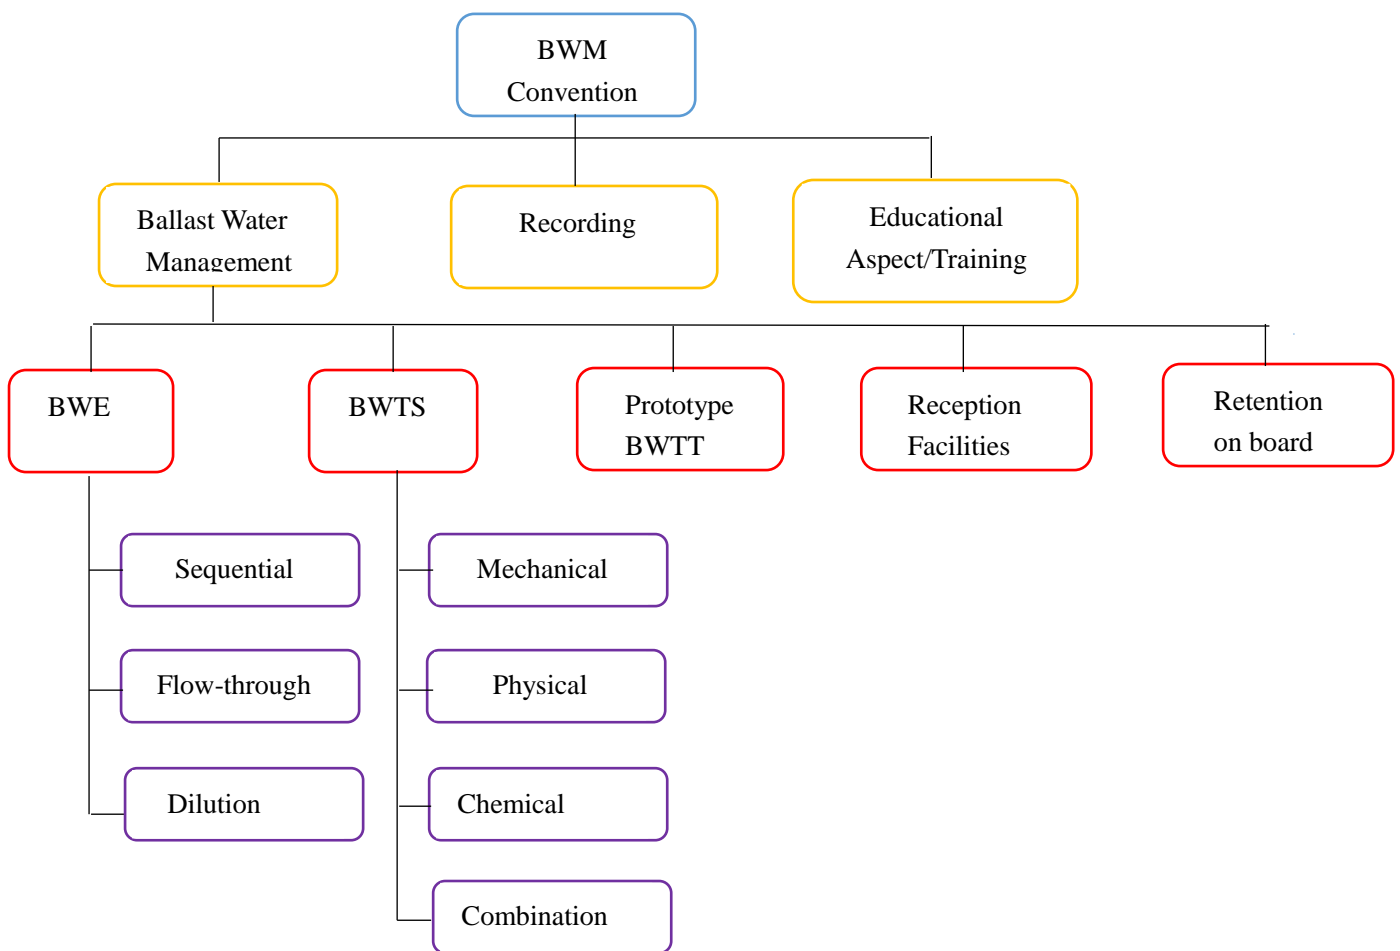 BWM
Convention
Ballast Water
Management
Recording
Educational
Aspect/Training
BWE
BWTS
Prototype
BWTT
Reception
Facilities
Retention
on board
Sequential
Mechanical
Flow-through
Physical
Dilution
Chemical
Combination